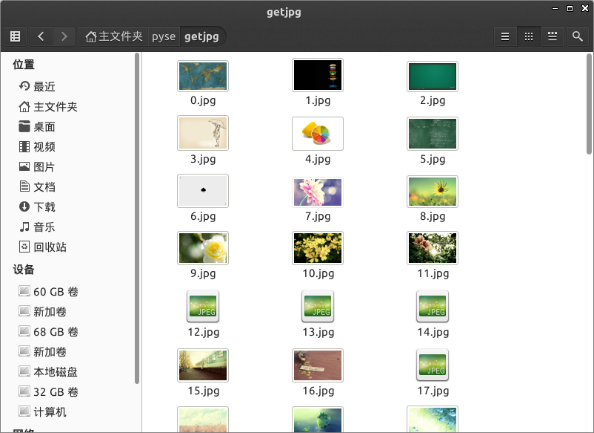 getjpg
主文件夹 pyse getjpg
位置
最近
主文件夹
桌面
视频
图片
文档
下载
音乐
回收站
设备
60 GB 卷
新加卷
68 GB 卷
新加卷
本地磁盘
32 GB 卷
计算机
0.jpg 1.jpg 2.jpg
3.jpg 4.jpg 5.jpg
6.jpg 7.jpg 8.jpg
9.jpg 10.jpg 11.jpg
JPEG JPEG JPEG
12.jpg 13.jpg 14.jpg
JPEG
15.jpg 16.jpg 17.jpg